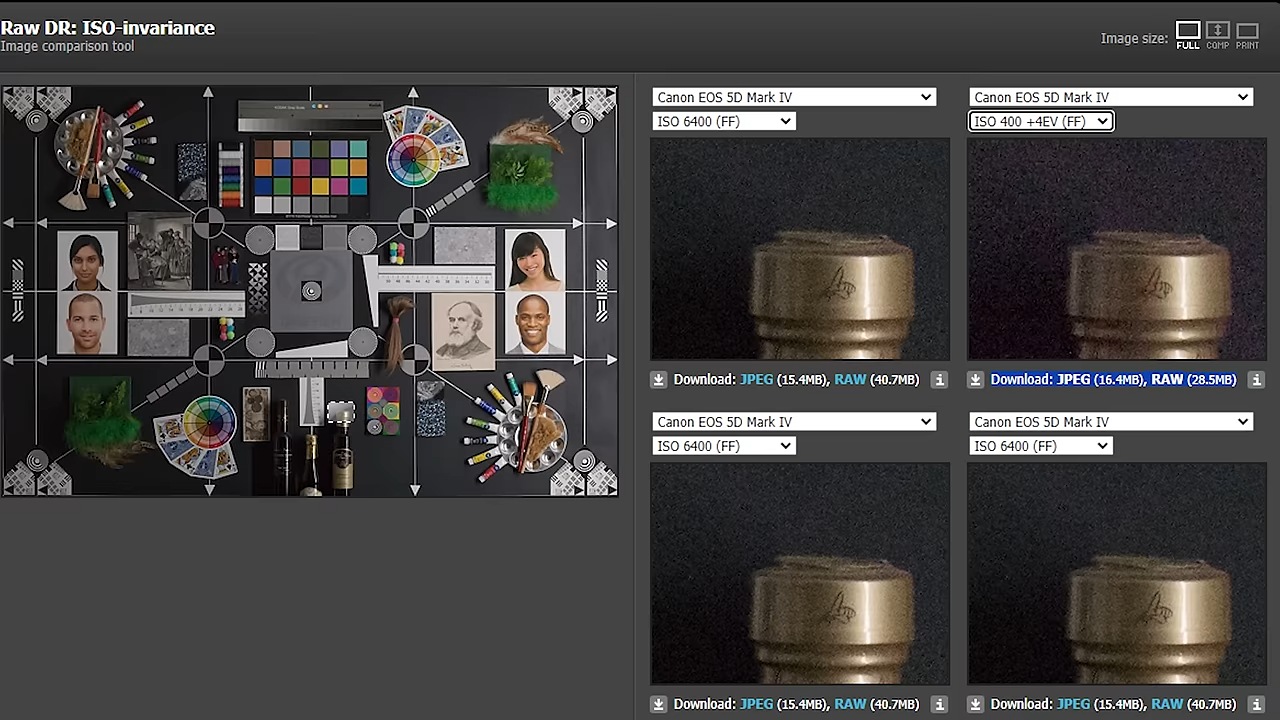 Raw DR: ISO-invariance
Image comparison tool
Image size:
FULL COMP PRINT
Canon EOS 5D Mark IV
ISO 6400 (FF)
Download: JPEG (15.4MB), RAW (40.7MB)
Canon EOS 5D Mark IV
ISO 400 +4EV (FF)
Download: JPEG (16.4MB), RAW (28.5MB)
Canon EOS 5D Mark IV
ISO 6400 (FF)
Download: JPEG (15.4MB), RAW (40.7MB)
Canon EOS 5D Mark IV
ISO 6400 (FF)
Download: JPEG (15.4MB), RAW (40.7MB)